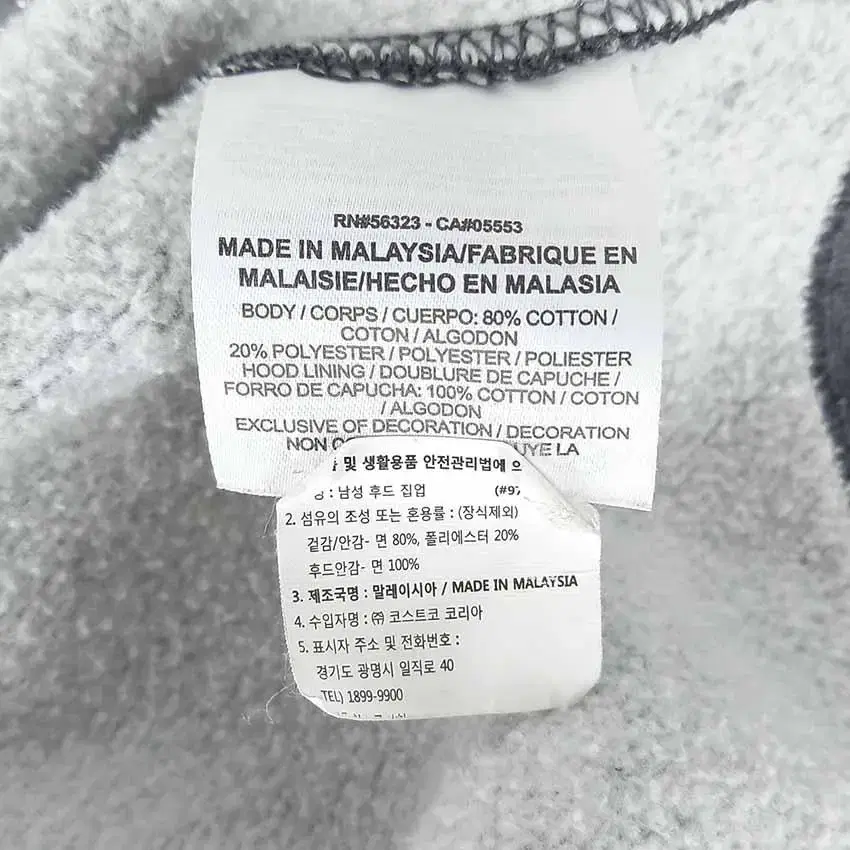 RN#56323 - CA#05553
MADE IN MALAYSIA/FABRIQUE EN
MALAISIE/HECHO EN MALASIA
BODY / CORPS / CUERPO: 80% COTTON /
COTON / ALGODON
20% POLYESTER / POLYESTER / POLIESTER
HOOD LINING / DOUBLURE DE CAPUCHE /
FORRO DE CAPUCHA: 100% COTTON / COTON
/ ALGODON
EXCLUSIVE OF DECORATION / DECORATION
NON UYE LA
및 생활용품 안전관리법에
: 남성 후드 집업 (#97
2. 섬유의 조성 또는 혼용률 : (장식제외)
겉감/안감- 면 80%, 폴리에스터 20%
후드안감- 면 100%
3. 제조국명 : 말레이시아 / MADE IN MALAYSIA
4. 수입자명 : ㈜ 코스트코 코리아
5. 표시자 주소 및 전화번호 :
경기도 광명시 일직로 40
TEL) 1899-9900